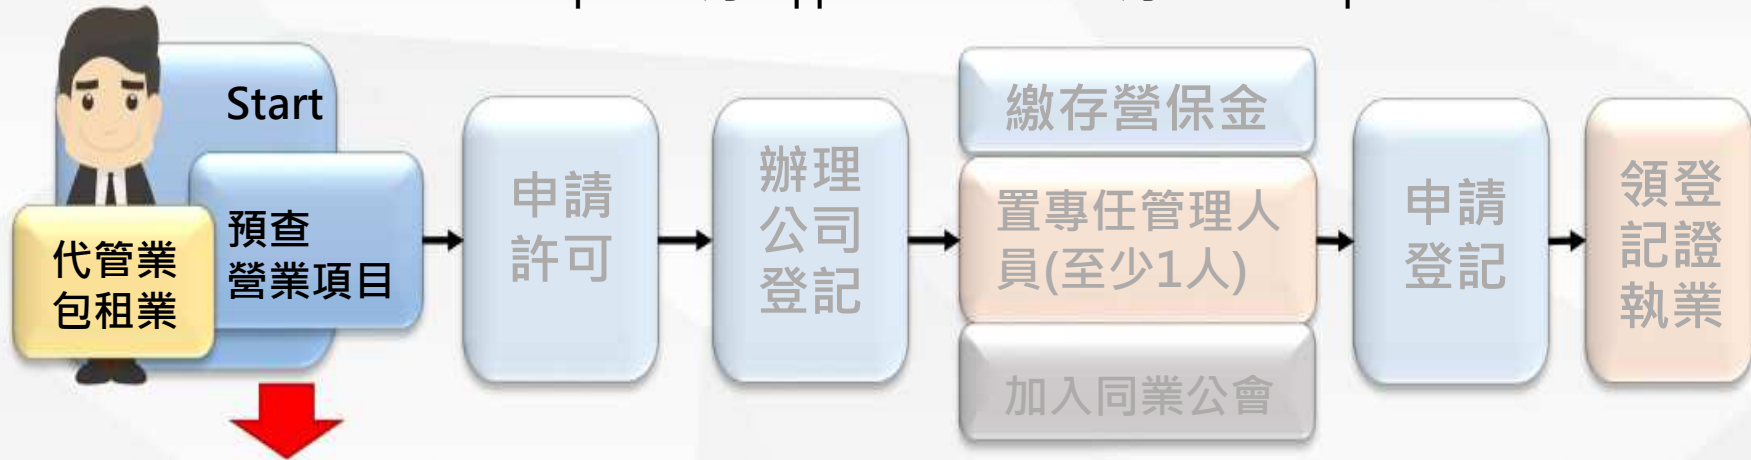 Start
代管業
包租業
預查
營業項目
申請
許可
辦理
公司
登記
繳存營保金
置專任管理人
員(至少1人)
加入同業公會
申請
登記
領登
記證
執業